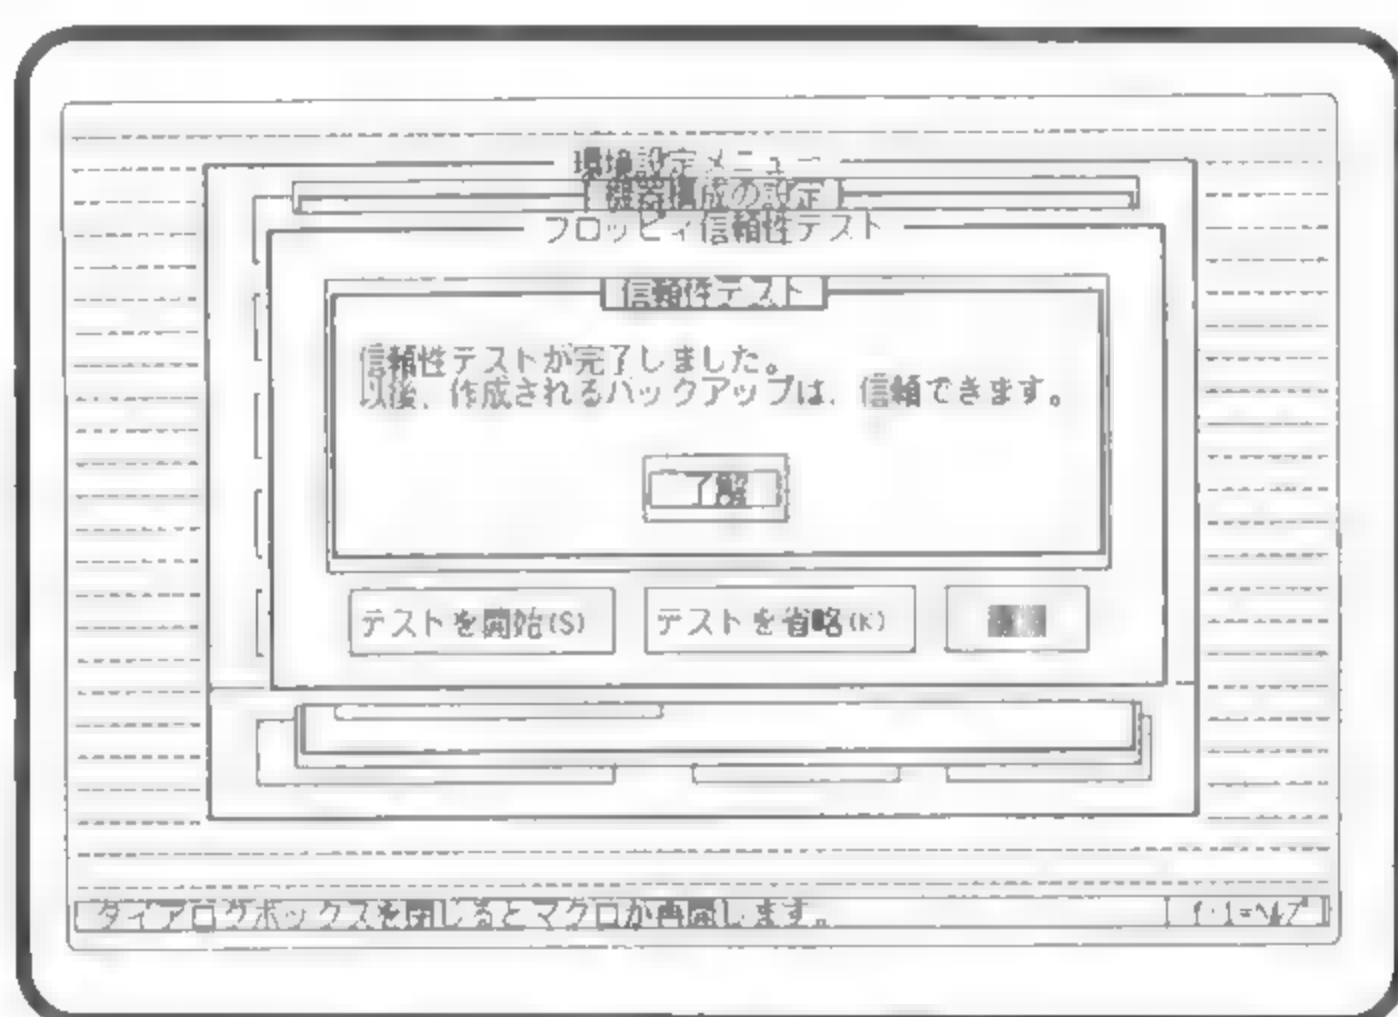 環境設定メニュー
機器構成の設定
フロッピィ信頼性テスト
信頼性テスト
信頼性テストが完了しました。
以後、作成されるバックアップは、信頼できます。
了解
テストを開始(S)
テストを省略(K)
ダイアログボックスを閉じるとマクロが再開します。
f･1=ﾍﾙﾌﾟ